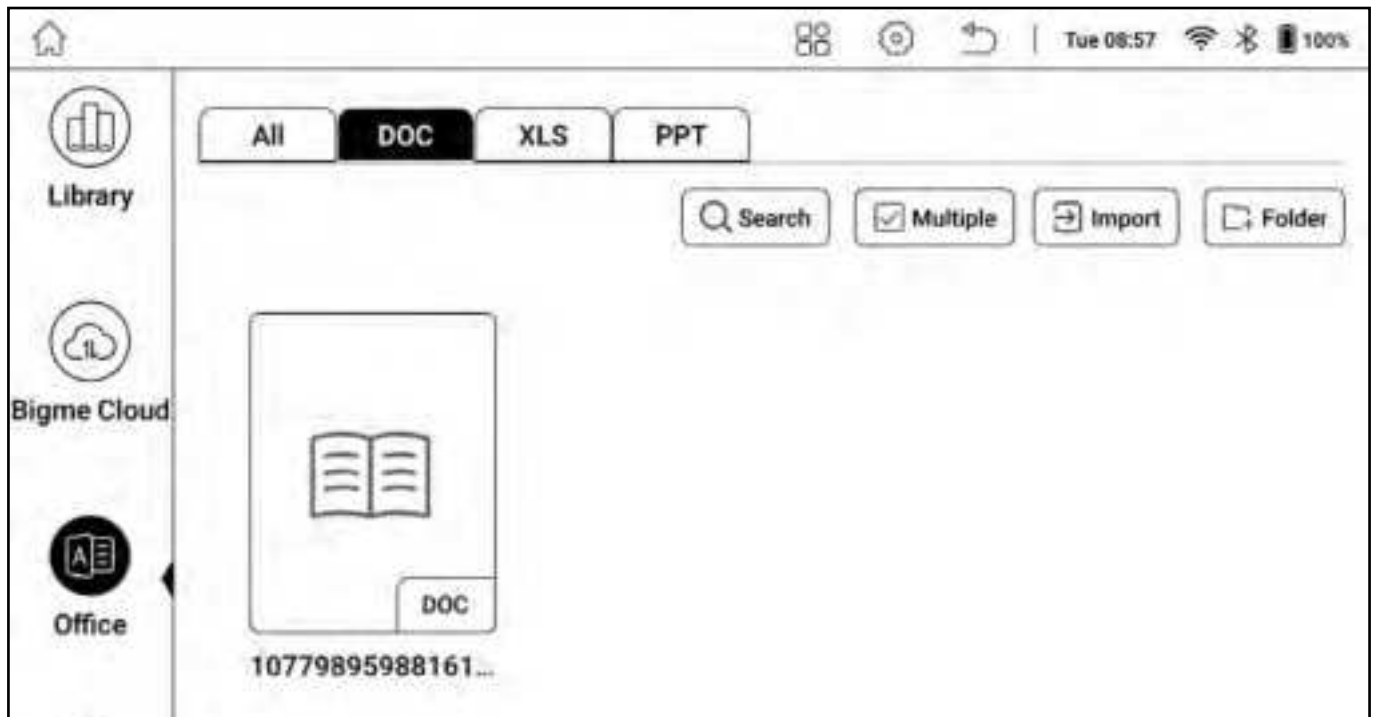 Tue 08:57 100%
All DOC XLS PPT
Library
Search Multiple Import Folder
Bigme Cloud
A
DOC
Office
10779895988161...